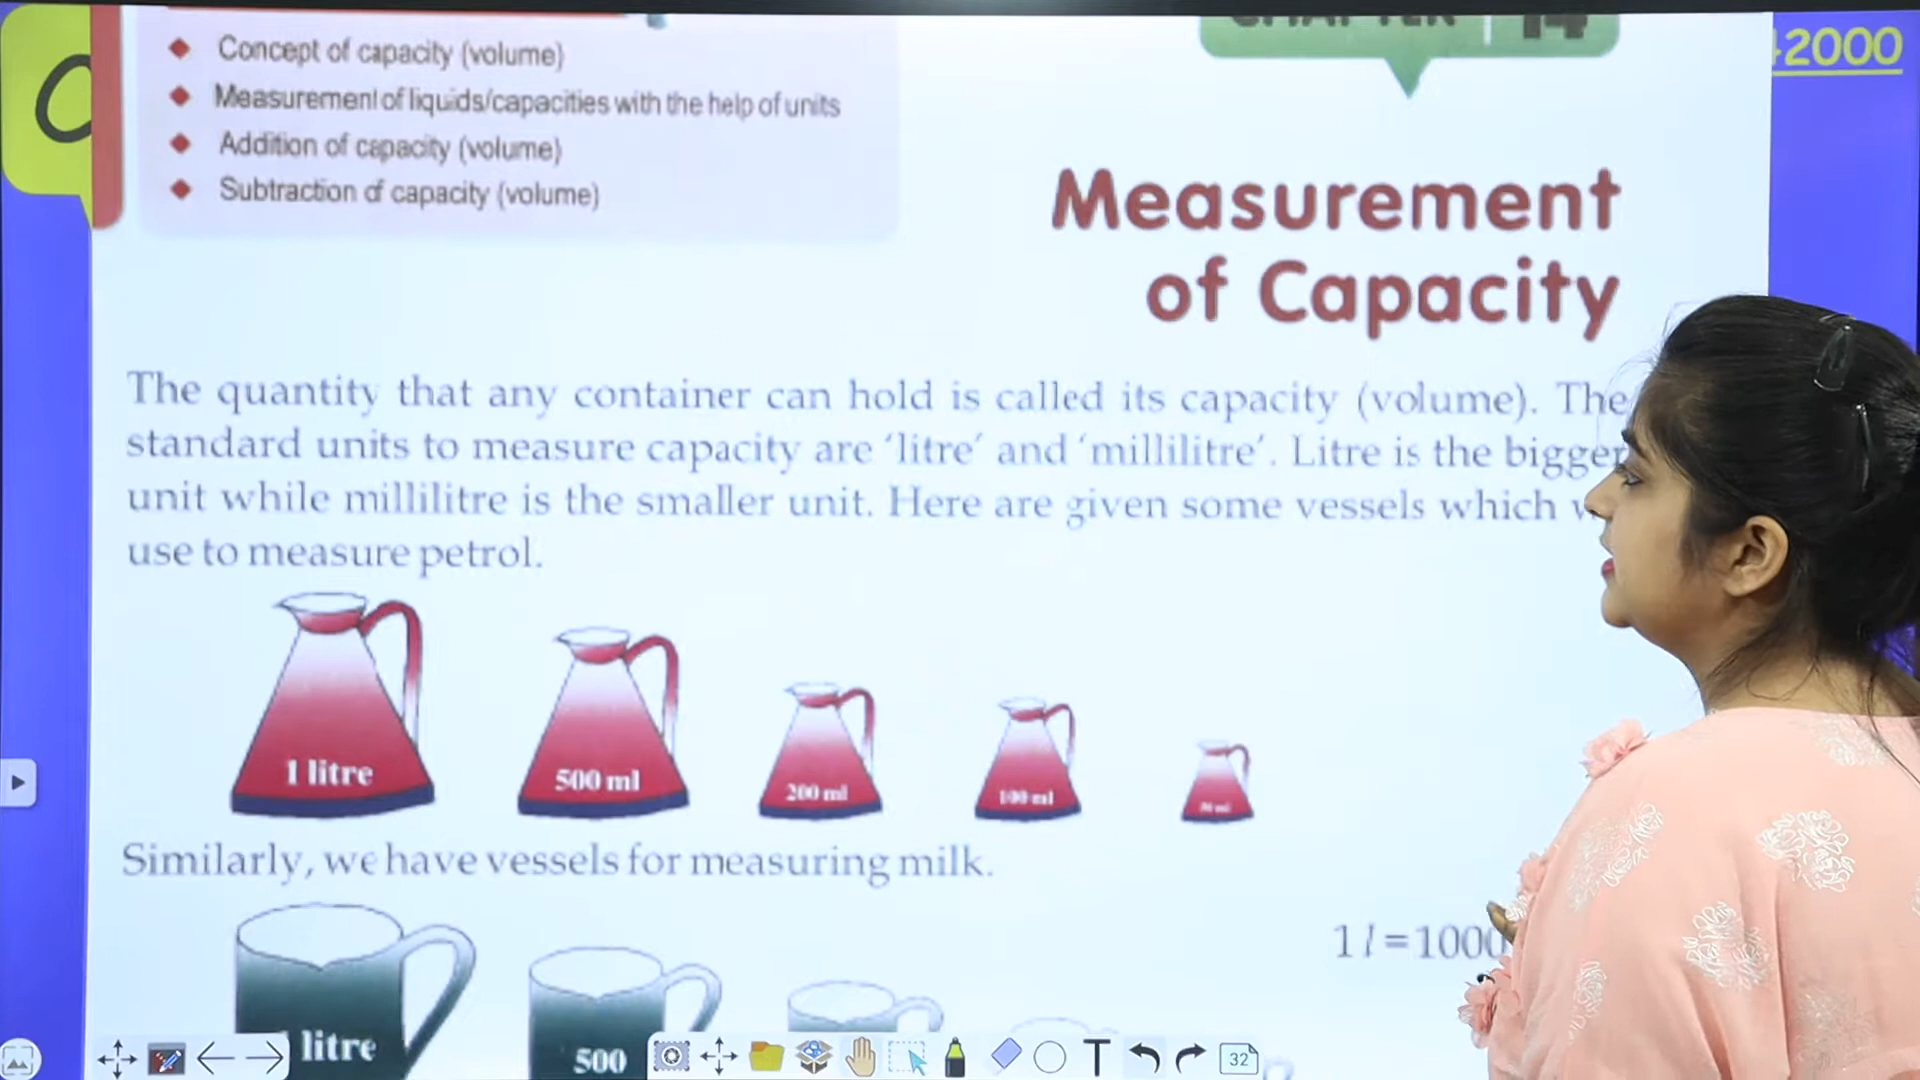 Concept of capacity (volume)
Measurement of liquids/capacities with the help of units
Addition of capacity (volume)
Subtraction of capacity (volume)
CHAPTER 14
2000
Measurement
of Capacity
The quantity that any container can hold is called its capacity (volume). The
standard units to measure capacity are ‘litre’ and ‘millilitre’. Litre is the bigger
unit while millilitre is the smaller unit. Here are given some vessels which
use to measure petrol.
1 litre
500 ml
200 ml
100 ml
Similarly, we have vessels for measuring milk.
1 l = 1000
litre
500
T
32